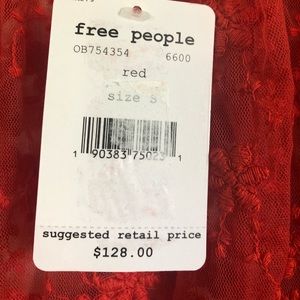 free people
OB754354 6600
red
size S
1 90383 75023 1
suggested retail price
$128.00